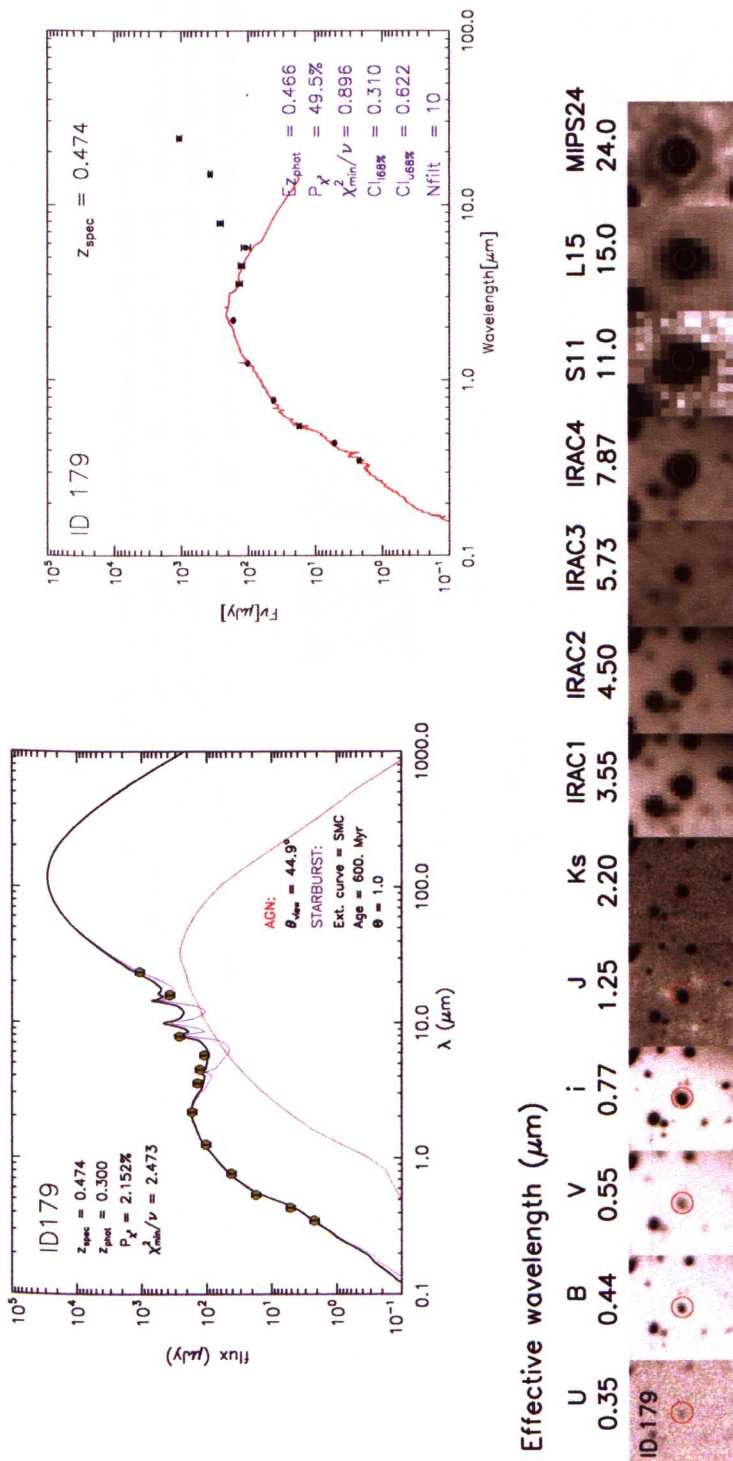 ID179
z_spec = 0.474
z_phot = 0.300
P_χ² = 2.152%
χ²_min/ν = 2.473
AGN:
θ_view = 44.9°
STARBURST:
Ext. curve = SMC
Age = 600. Myr
Θ = 1.0
flux (μJy)
10⁵
10⁴
10³
10²
10¹
10⁰
10⁻¹
0.1 1.0 10.0 100.0 1000.0
λ (μm)
ID 179
z_spec = 0.474
EZ_phot = 0.466
P_χ² = 49.5%
χ²_min/ν = 0.896
CI_l68% = 0.310
CI_u68% = 0.622
Nfilt = 10
Fν[μJy]
10⁵
10⁴
10³
10²
10¹
10⁰
10⁻¹
0.1 1.0 10.0 100.0
Wavelength[μm]
Effective wavelength (μm)
U B V i J Ks IRAC1 IRAC2 IRAC3 IRAC4 S11 L15 MIPS24
0.35 0.44 0.55 0.77 1.25 2.20 3.55 4.50 5.73 7.87 11.0 15.0 24.0
ID 179